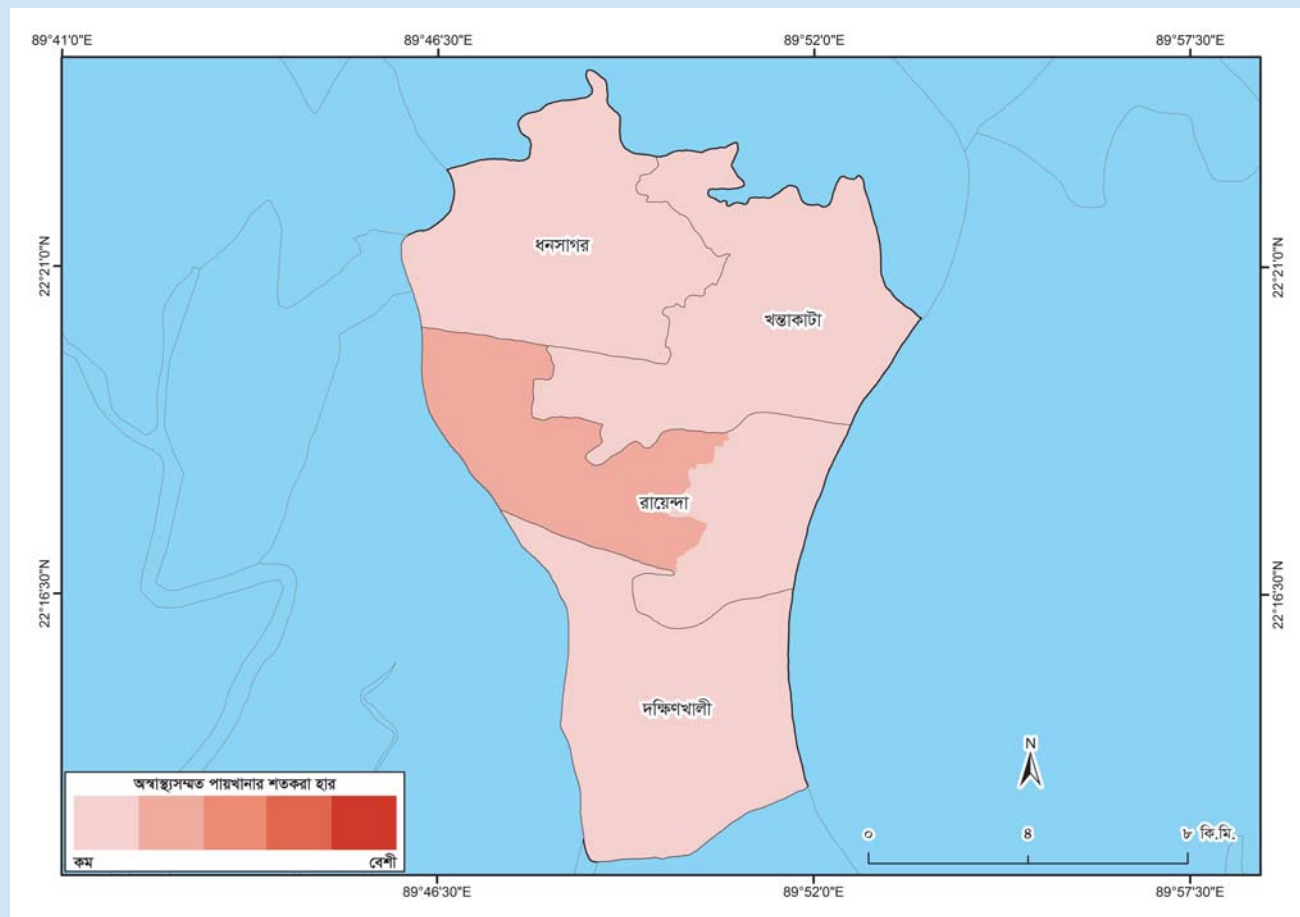 89°41'0"E 89°46'30"E 89°52'0"E 89°57'30"E
22°21'0"N 22°21'0"N
ধনসাগর
খন্তাকাটা
রায়েন্দা
22°16'30"N 22°16'30"N
দক্ষিণখালী
N
অস্বাস্থ্যসম্মত পায়খানার শতকরা হার
কম বেশী
০ ৪ ৮ কি.মি.
89°46'30"E 89°52'0"E 89°57'30"E